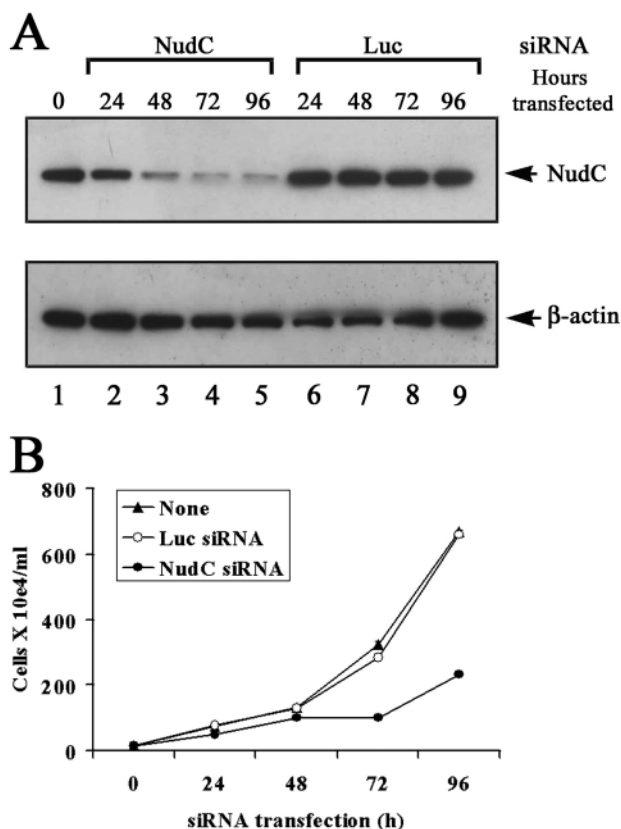 A
NudC Luc siRNA
0 24 48 72 96 24 48 72 96 Hours transfected
NudC
β-actin
1 2 3 4 5 6 7 8 9
B
800
600
400
200
0
Cells X 10e4/ml
None
Luc siRNA
NudC siRNA
0 24 48 72 96
siRNA transfection (h)